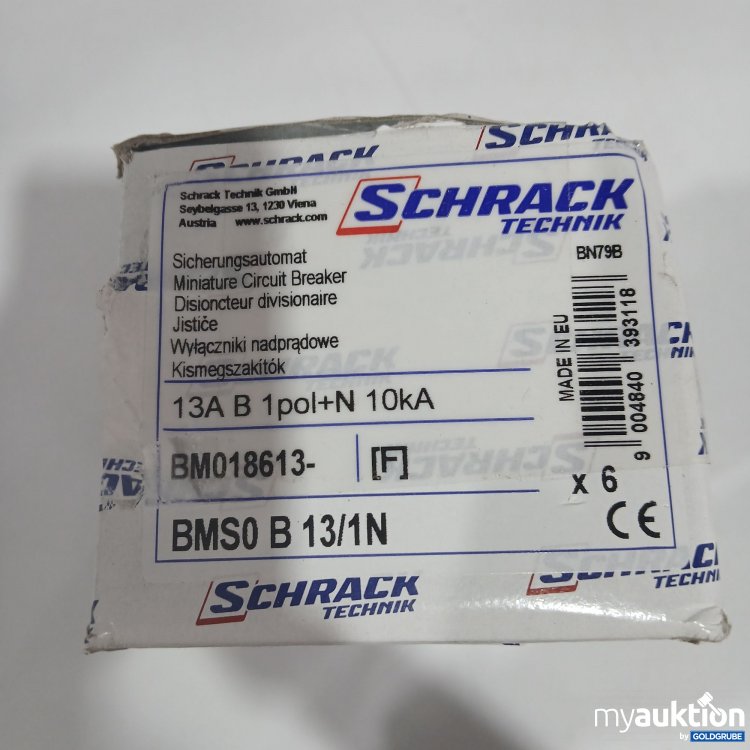 SCHRA
SCHRACK
Schrack Technik GmbH
Seybelgasse 13, 1230 Viena
Austria www.schrack.com
SCHRACK
TECHNIK
BN79B
Sicherungsautomat
Miniature Circuit Breaker
Disioncteur divisionaire
Jističe
Wyłączniki nadprądowe
Kismegszakítók
MADE IN EU
9 004840 393118
13A B 1pol+N 10kA
BM018613-
[F]
x 6
BMS0 B 13/1N
CE
SCHRACK
TECHNIK
TECHNI
myauktion
by GOLDGRUBE